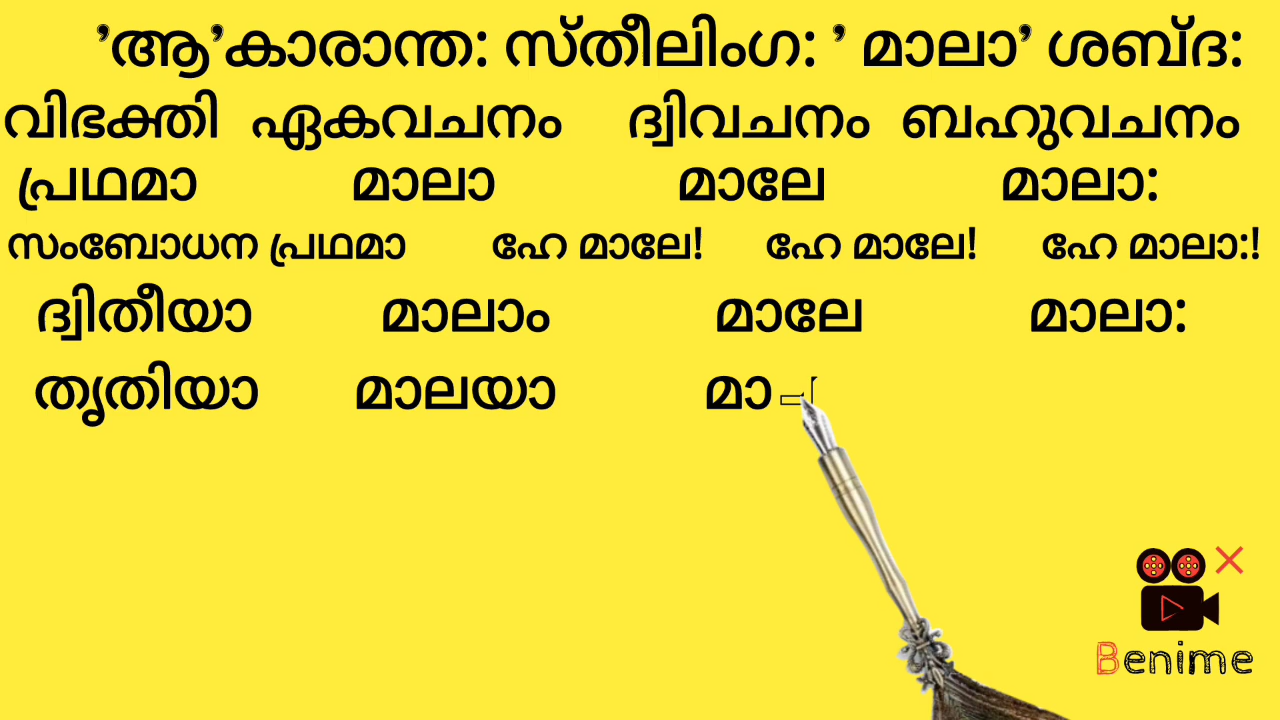 ’ആ’കാരാന്ത: സ്തീലിംഗ: ’ മാലാ’ ശബ്ദ:
വിഭക്തി ഏകവചനം ദ്വിവചനം ബഹുവചനം
പ്രഥമാ മാലാ മാലേ മാലാ:
സംബോധന പ്രഥമാ ഹേ മാലേ! ഹേ മാലേ! ഹേ മാലാ:!
ദ്വിതീയാ മാലാം മാലേ മാലാ:
തൃതിയാ മാലയാ മാ
Benime